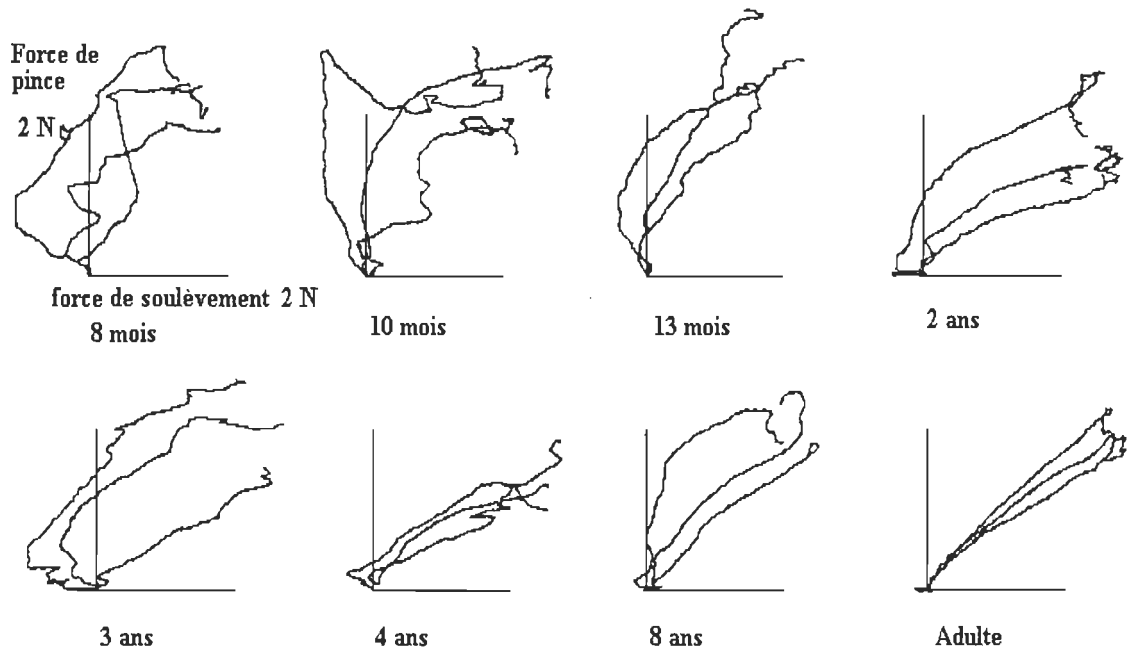 Force de
pince
2 N
force de soulèvement 2 N
8 mois
10 mois
13 mois
2 ans
3 ans
4 ans
8 ans
Adulte